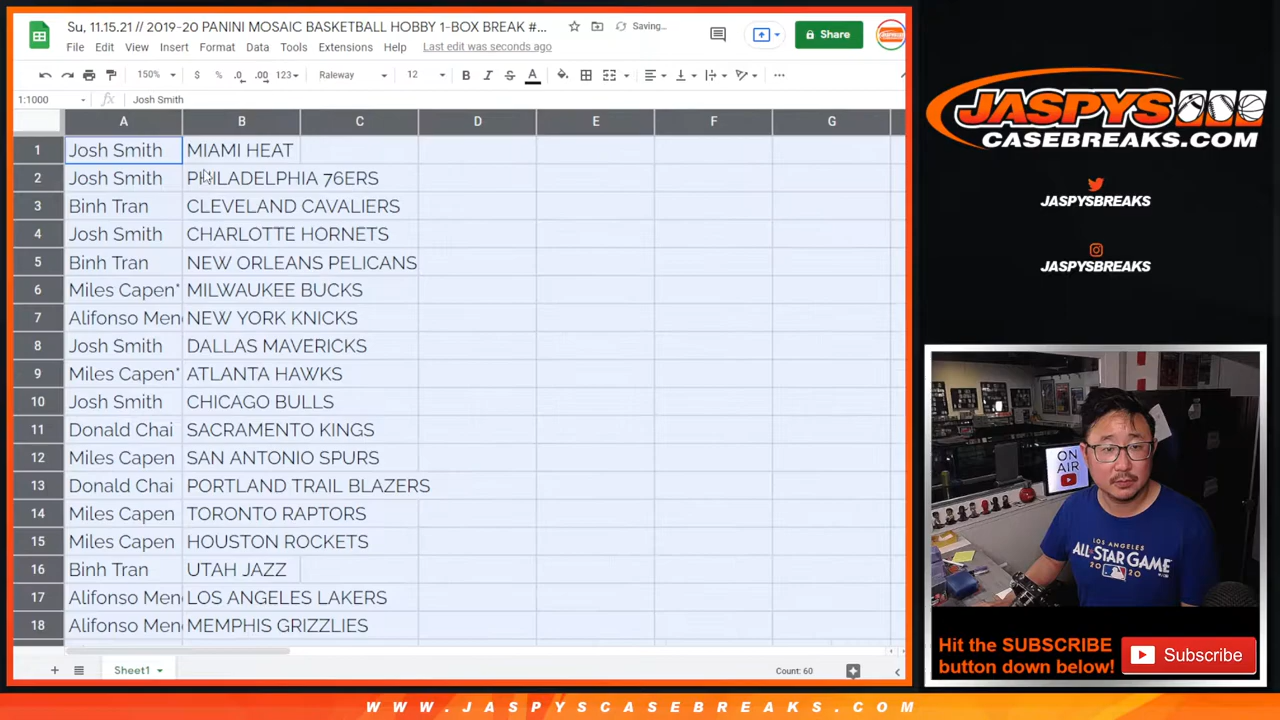 Su, 11.15.21 // 2019-20 PANINI MOSAIC BASKETBALL HOBBY 1-BOX BREAK #...
Saving...
Share
File Edit View Insert Format Data Tools Extensions Help Last edit was seconds ago
150% $ % .0 .00 123 Raleway 12 B I S A
1:1000 fx Josh Smith
A B C D E F G
1 Josh Smith MIAMI HEAT
2 Josh Smith PHILADELPHIA 76ERS
3 Binh Tran CLEVELAND CAVALIERS
4 Josh Smith CHARLOTTE HORNETS
5 Binh Tran NEW ORLEANS PELICANS
6 Miles Capen* MILWAUKEE BUCKS
7 Alifonso Men NEW YORK KNICKS
8 Josh Smith DALLAS MAVERICKS
9 Miles Capen* ATLANTA HAWKS
10 Josh Smith CHICAGO BULLS
11 Donald Chai SACRAMENTO KINGS
12 Miles Capen SAN ANTONIO SPURS
13 Donald Chai PORTLAND TRAIL BLAZERS
14 Miles Capen TORONTO RAPTORS
15 Miles Capen HOUSTON ROCKETS
16 Binh Tran UTAH JAZZ
17 Alifonso Men LOS ANGELES LAKERS
18 Alifonso Men MEMPHIS GRIZZLIES
Sheet1
Count: 60
JASPYS
CASEBREAKS.COM
JASPYSBREAKS
JASPYSBREAKS
ON
AIR
LOS ANGELES
ALL-STAR GAME
2020
Hit the SUBSCRIBE
button down below!
Subscribe
WWW.JASPYSCASEBREAKS.COM